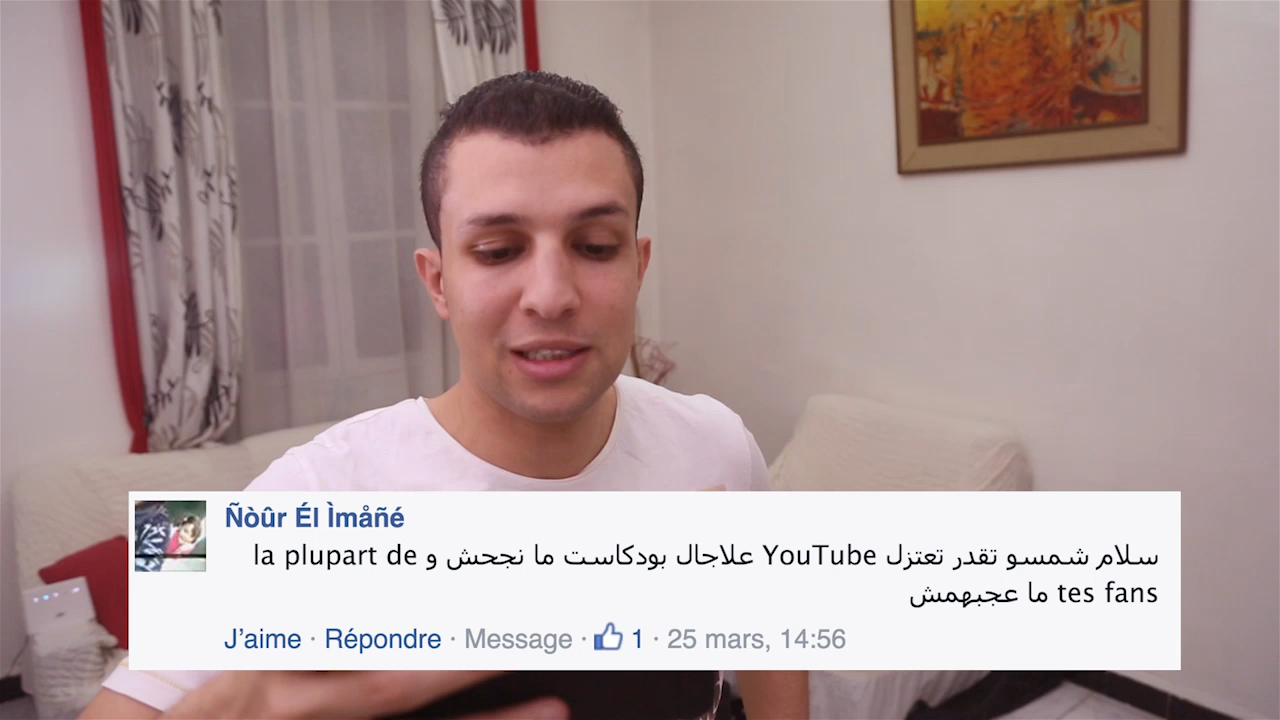 Ñòûr Él Ìmåñé
سلام شمسو تقدر تعتزل YouTube علاجال بودكاست ما نجحش و la plupart de
tes fans ما عجبهمش
J'aime · Répondre · Message · 1 · 25 mars, 14:56